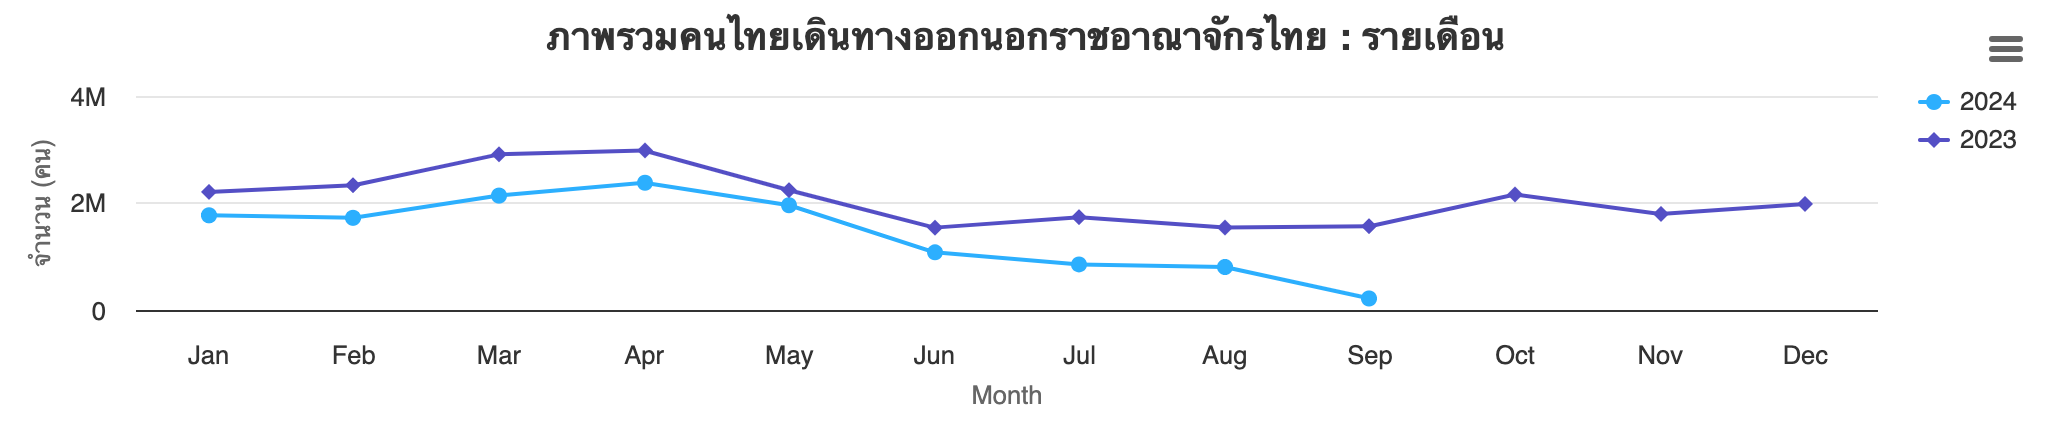 ภาพรวมคนไทยเดินทางออกนอกราชอาณาจักรไทย : รายเดือน
4M
2M
0
จำนวน (คน)
2024
2023
Jan Feb Mar Apr May Jun Jul Aug Sep Oct Nov Dec
Month